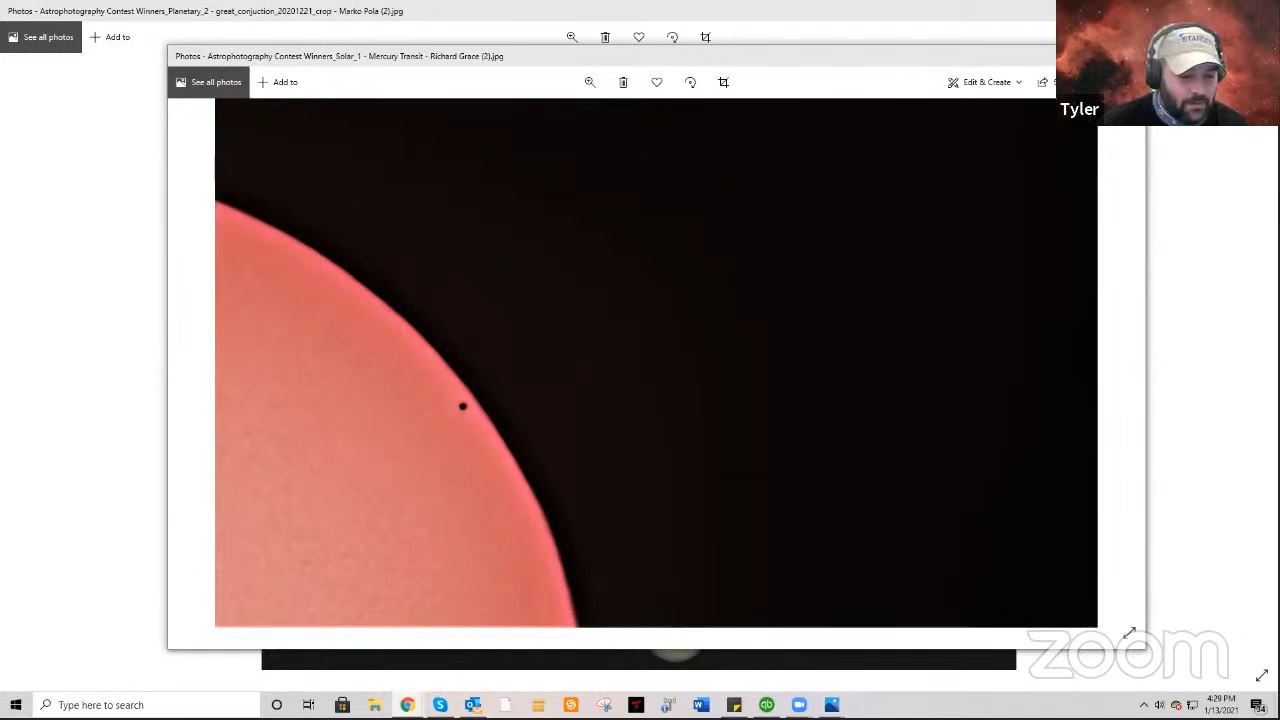 Photos - Astrophotography Contest Winners_Planetary_2 - great_conjuction_20201221_crop - Marko Pola (2).jpg
See all photos
Add to
Photos - Astrophotography Contest Winners_Solar_1 - Mercury Transit - Richard Grace (2).jpg
See all photos
Add to
Edit & Create
Tyler
zoom
Type here to search
4:29 PM
1/13/2021